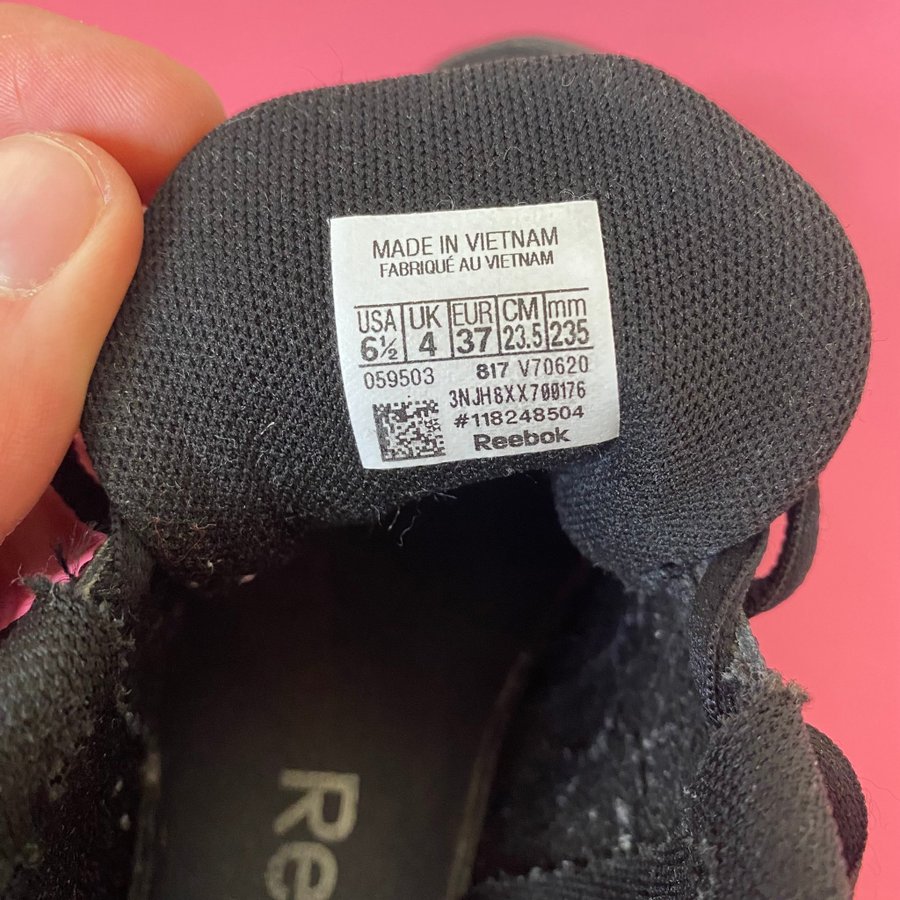 MADE IN VIETNAM
FABRIQUÉ AU VIETNAM
USA UK EUR CM mm
6½ 4 37 23.5 235
059503 817 V70620
3NJH8XX700176
#118248504
Reebok
Re